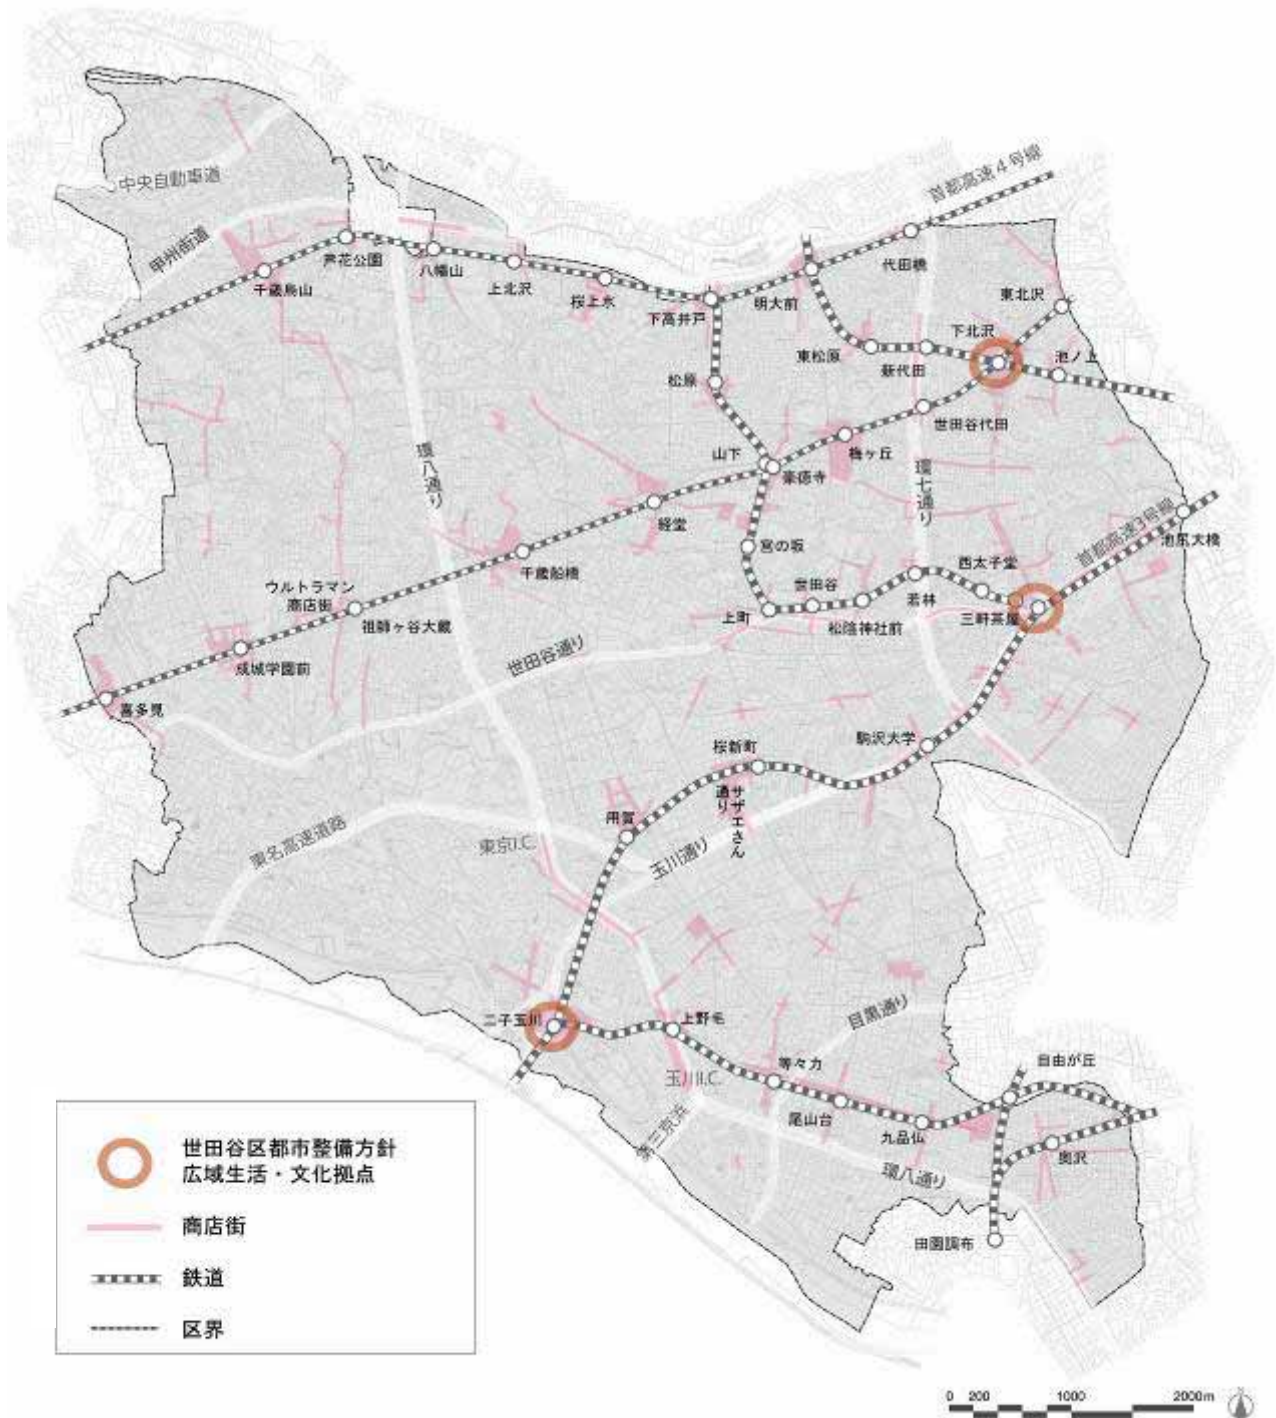 首都高速4号線
中央自動車道
甲州街道
芦花公園
八幡山
千歳烏山
上北沢
桜上水
下高井戸
明大前
代田橋
東北沢
下北沢
東松原
新代田
池ノ上
松原
世田谷代田
梅ヶ丘
山下
豪徳寺
環八通り
環七通り
経堂
宮の坂
首都高速3号線
池尻大橋
千歳船橋
西太子堂
世田谷
若林
ウルトラマン
商店街
祖師ヶ谷大蔵
上町
松陰神社前
三軒茶屋
世田谷通り
成城学園前
喜多見
駒沢大学
桜新町
サザエさん
通り
用賀
東京I.C.
玉川通り
東名高速道路
二子玉川
上野毛
目黒通り
等々力
玉川I.C.
自由が丘
尾山台
九品仏
第三京浜
奥沢
環八通り
田園調布
世田谷区都市整備方針
広域生活・文化拠点
商店街
鉄道
区界
0 200 1000 2000m